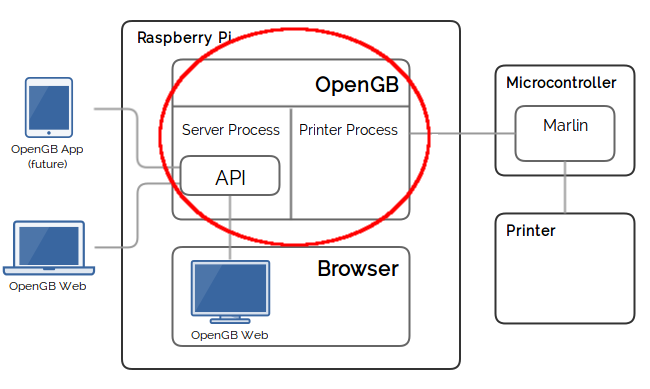 Raspberry Pi
OpenGB
Server Process
Printer Process
API
Browser
OpenGB Web
OpenGB App
(future)
OpenGB Web
Microcontroller
Marlin
Printer